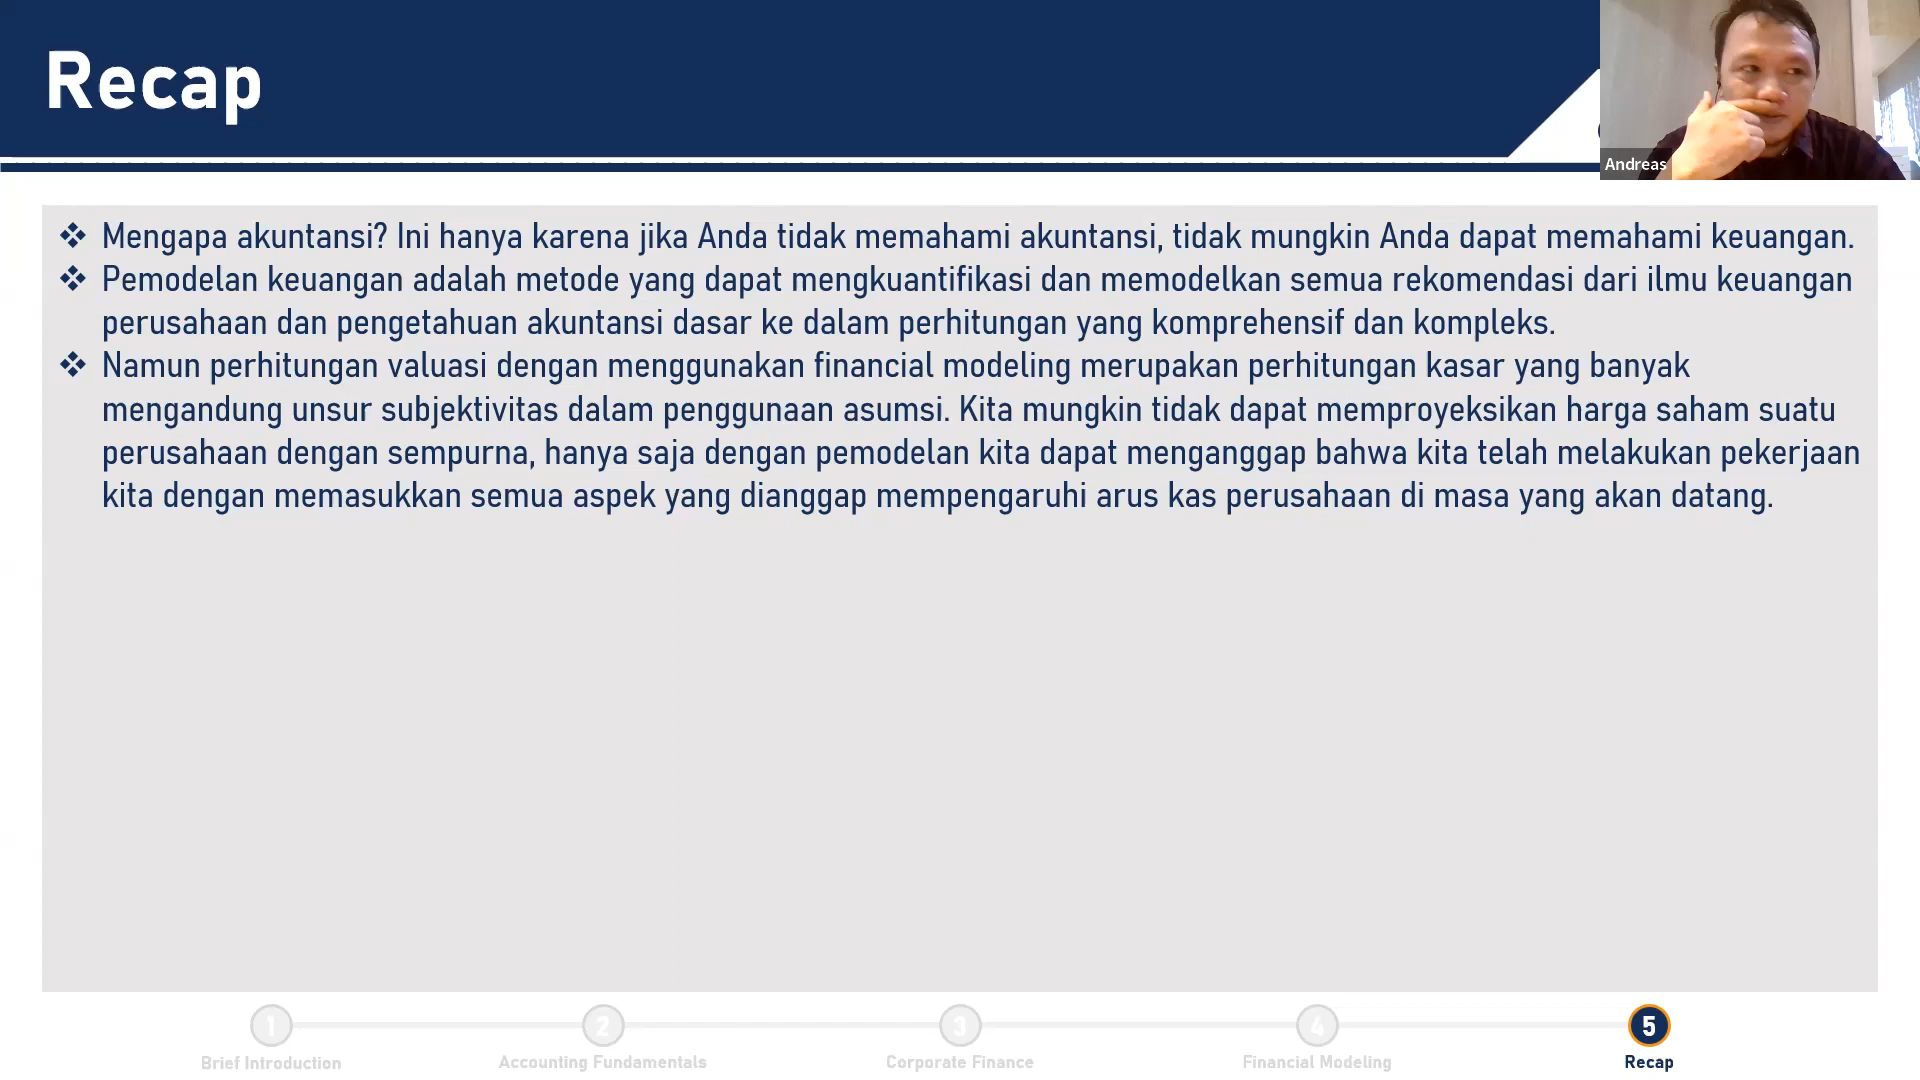 Recap
Andreas
❖ Mengapa akuntansi? Ini hanya karena jika Anda tidak memahami akuntansi, tidak mungkin Anda dapat memahami keuangan.
❖ Pemodelan keuangan adalah metode yang dapat mengkuantifikasi dan memodelkan semua rekomendasi dari ilmu keuangan
perusahaan dan pengetahuan akuntansi dasar ke dalam perhitungan yang komprehensif dan kompleks.
❖ Namun perhitungan valuasi dengan menggunakan financial modeling merupakan perhitungan kasar yang banyak
mengandung unsur subjektivitas dalam penggunaan asumsi. Kita mungkin tidak dapat memproyeksikan harga saham suatu
perusahaan dengan sempurna, hanya saja dengan pemodelan kita dapat menganggap bahwa kita telah melakukan pekerjaan
kita dengan memasukkan semua aspek yang dianggap mempengaruhi arus kas perusahaan di masa yang akan datang.
1 2 3 4 5
Brief Introduction Accounting Fundamentals Corporate Finance Financial Modeling Recap